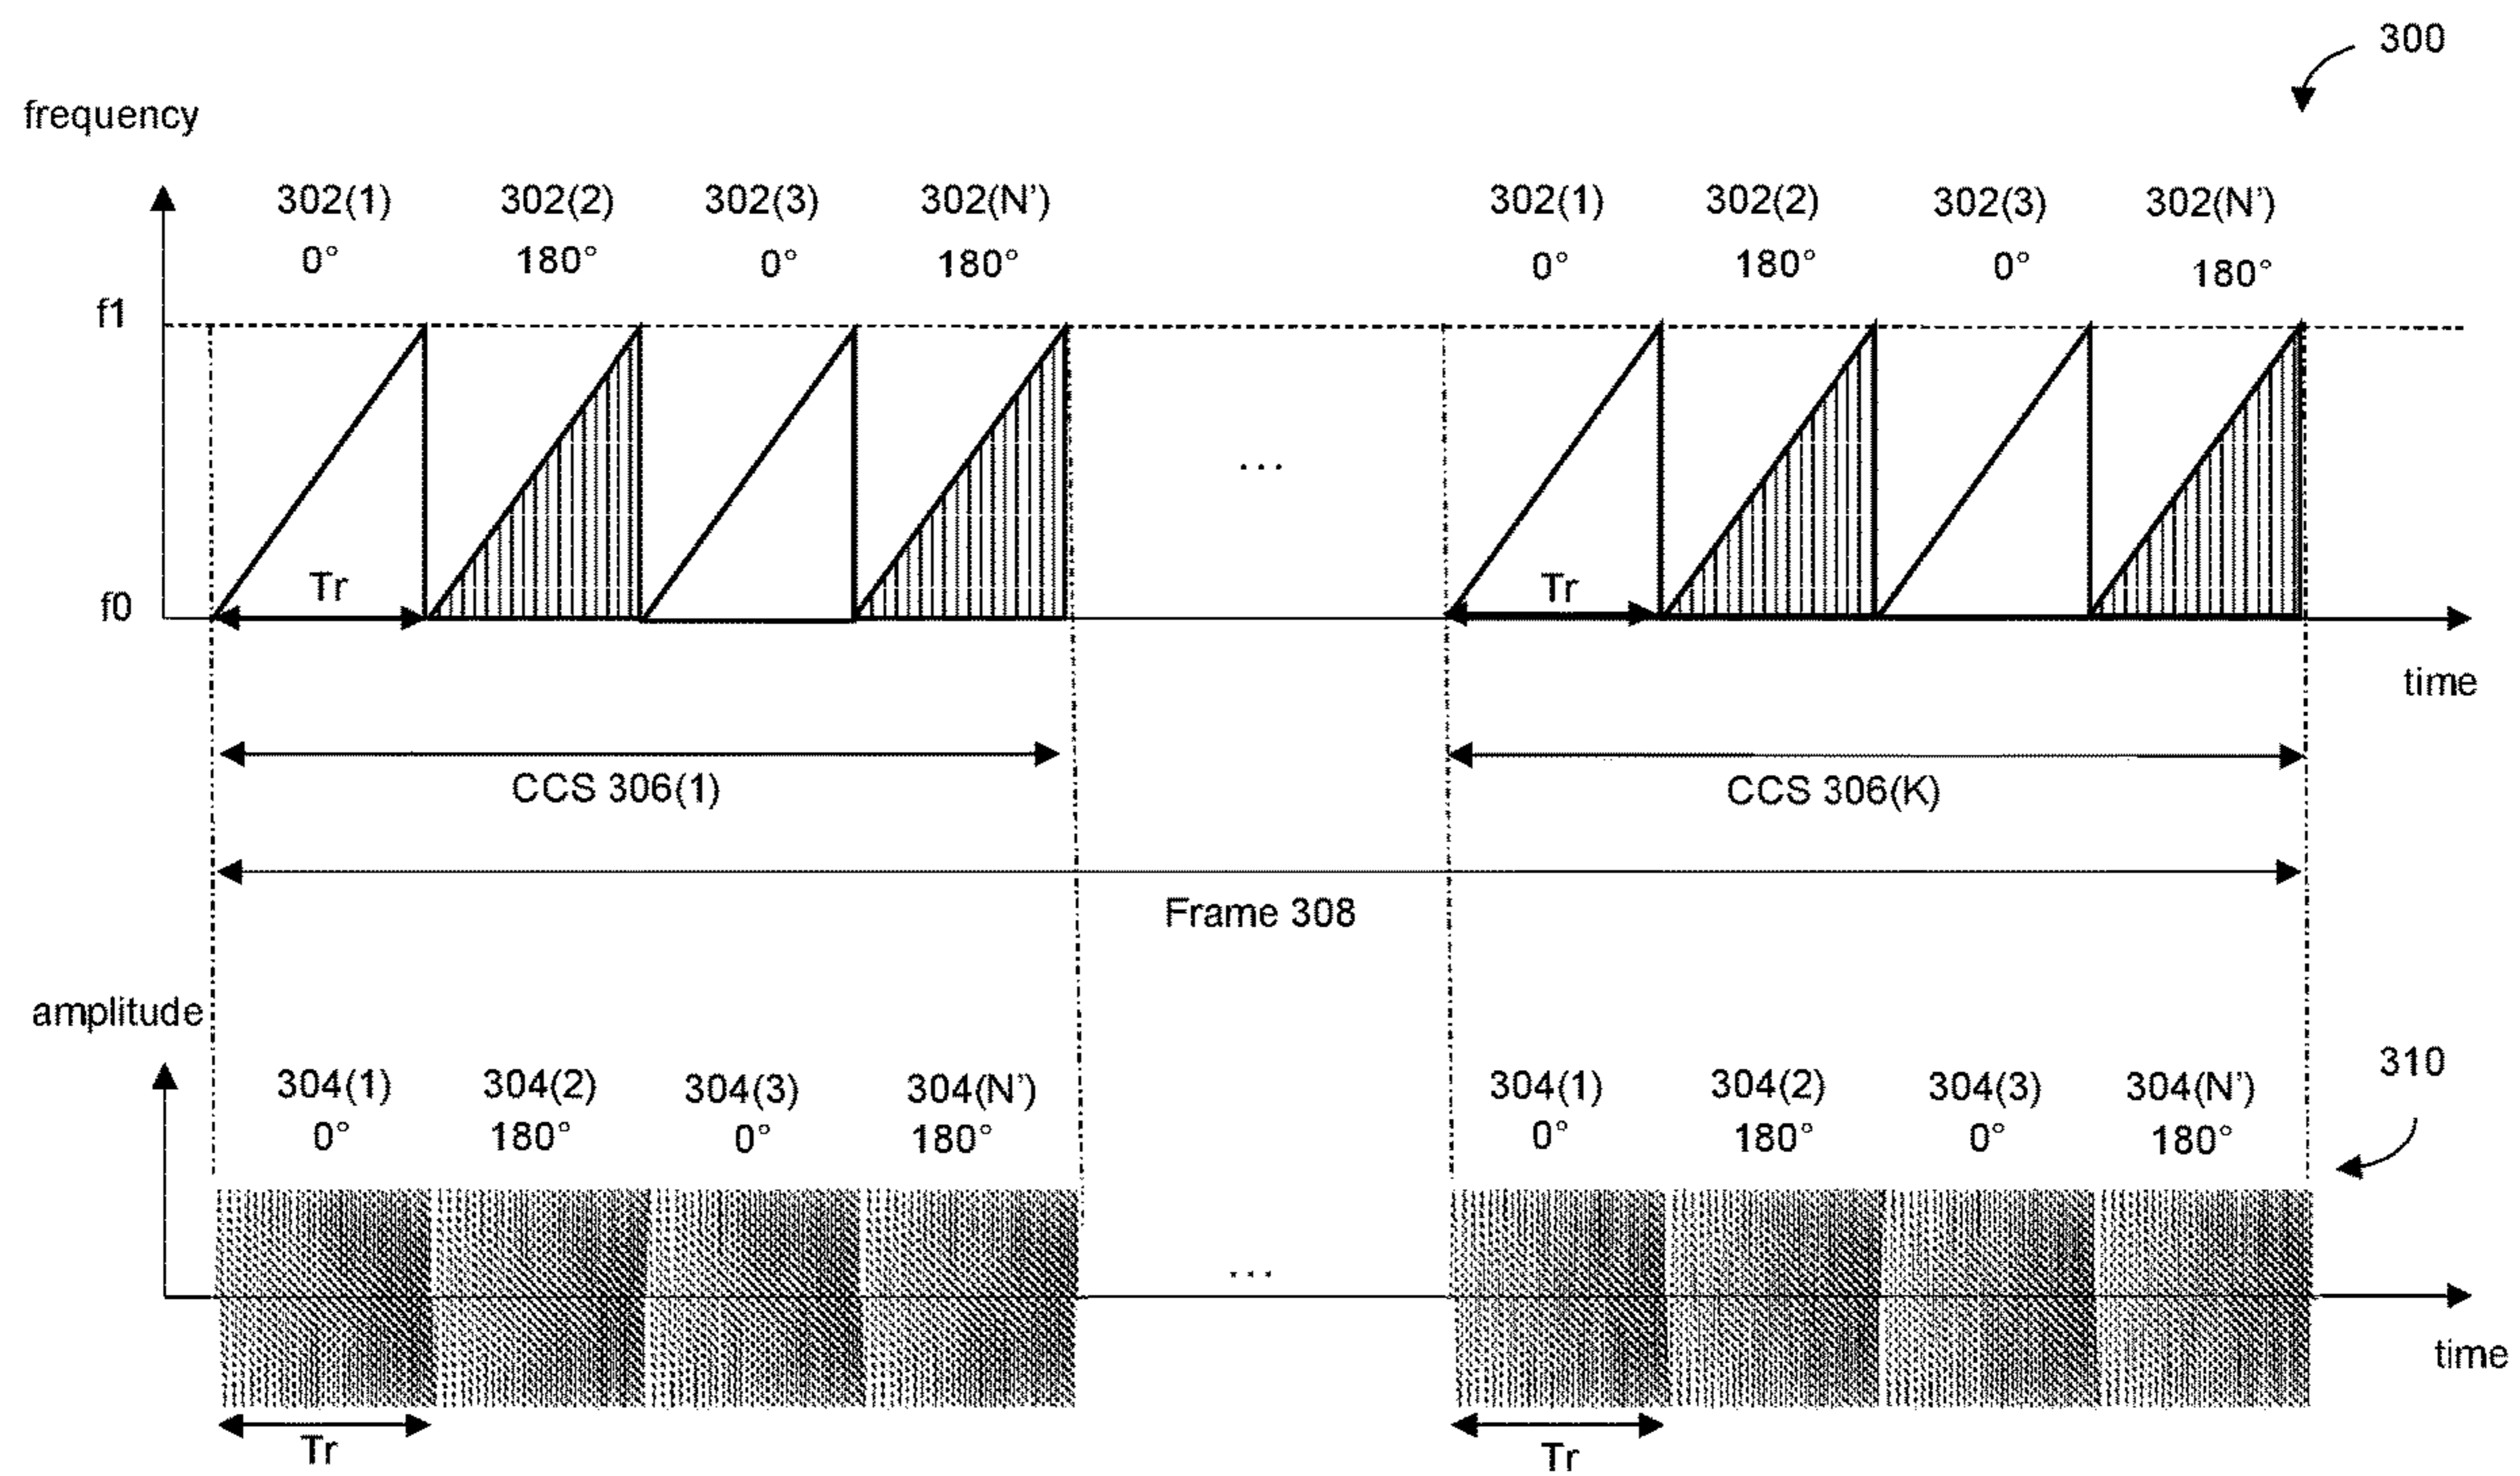 300
frequency
302(1) 302(2) 302(3) 302(N’) 302(1) 302(2) 302(3) 302(N’)
0° 180° 0° 180° 0° 180° 0° 180°
f1
...
Tr Tr
f0
time
CCS 306(1) CCS 306(K)
Frame 308
amplitude
310
304(1) 304(2) 304(3) 304(N’) 304(1) 304(2) 304(3) 304(N’)
0° 180° 0° 180° 0° 180° 0° 180°
...
time
Tr Tr